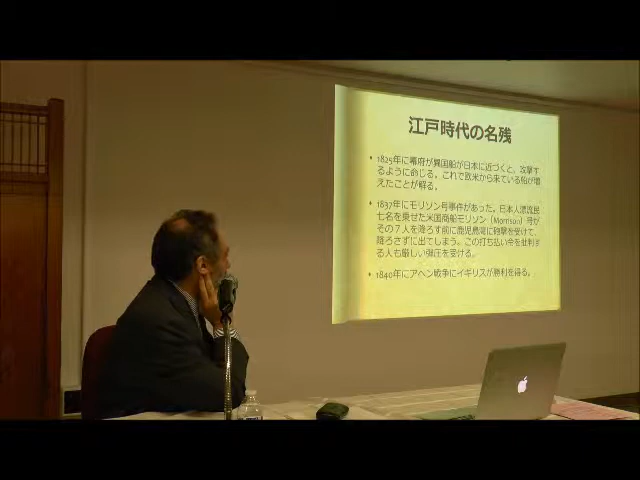 江戸時代の名残
• 1825年に幕府が異国船が日本に近づくと、攻撃す
るように命じる。これで欧米から来ている船が増
えたことが解る。
• 1837年にモリソン号事件があった。日本人漂流民
七名を乗せた米国商船モリソン（Morrison）号が
その７人を降ろす前に鹿児島湾に砲撃を受けて、
降ろさずに出てしまう。この打ち払い令を批判す
る人も厳しい弾圧を受ける。
• 1840年にアヘン戦争にイギリスが勝利を得る。